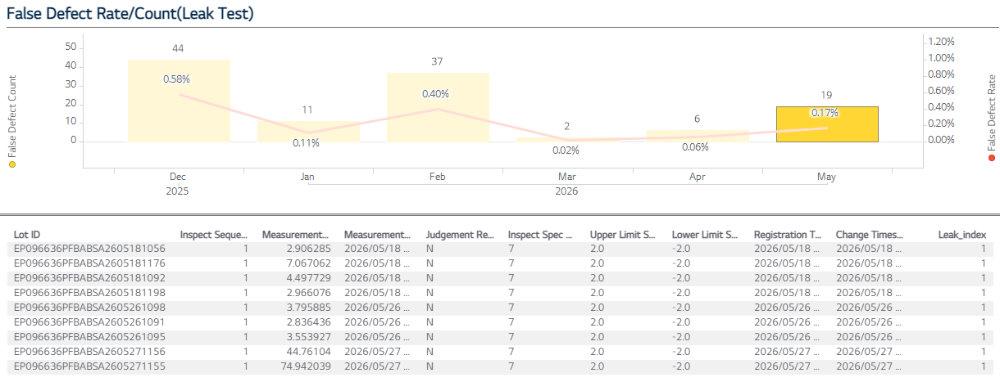 False Defect Rate/Count(Leak Test)
50
40
30
20
10
0
False Defect Count
44
11
37
2
6
19
0.58%
0.11%
0.40%
0.02%
0.06%
0.17%
1.20%
1.00%
0.80%
0.60%
0.40%
0.20%
0.00%
False Defect Rate
Dec Jan Feb Mar Apr May
2025 2026
Lot ID Inspect Seque... Measurement... Measurement... Judgement Re... Inspect Spec ... Upper Limit S... Lower Limit S... Registration T... Change Times... Leak_index
EP096636PFBABSA2605181056 1 2.906285 2026/05/18 ... N 7 2.0 -2.0 2026/05/18 ... 2026/05/18 ... 1
EP096636PFBABSA2605181176 1 7.067062 2026/05/18 ... N 7 2.0 -2.0 2026/05/18 ... 2026/05/18 ... 1
EP096636PFBABSA2605181092 1 4.497729 2026/05/18 ... N 7 2.0 -2.0 2026/05/18 ... 2026/05/18 ... 1
EP096636PFBABSA2605181198 1 2.966076 2026/05/18 ... N 7 2.0 -2.0 2026/05/18 ... 2026/05/18 ... 1
EP096636PFBABSA2605261098 1 3.795885 2026/05/26 ... N 7 2.0 -2.0 2026/05/26 ... 2026/05/26 ... 1
EP096636PFBABSA2605261091 1 2.836436 2026/05/26 ... N 7 2.0 -2.0 2026/05/26 ... 2026/05/26 ... 1
EP096636PFBABSA2605261095 1 3.553927 2026/05/26 ... N 7 2.0 -2.0 2026/05/26 ... 2026/05/26 ... 1
EP096636PFBABSA2605271156 1 44.76104 2026/05/27 ... N 7 2.0 -2.0 2026/05/27 ... 2026/05/27 ... 1
EP096636PFBABSA2605271155 1 74.942039 2026/05/27 ... N 7 2.0 -2.0 2026/05/27 ... 2026/05/27 ... 1